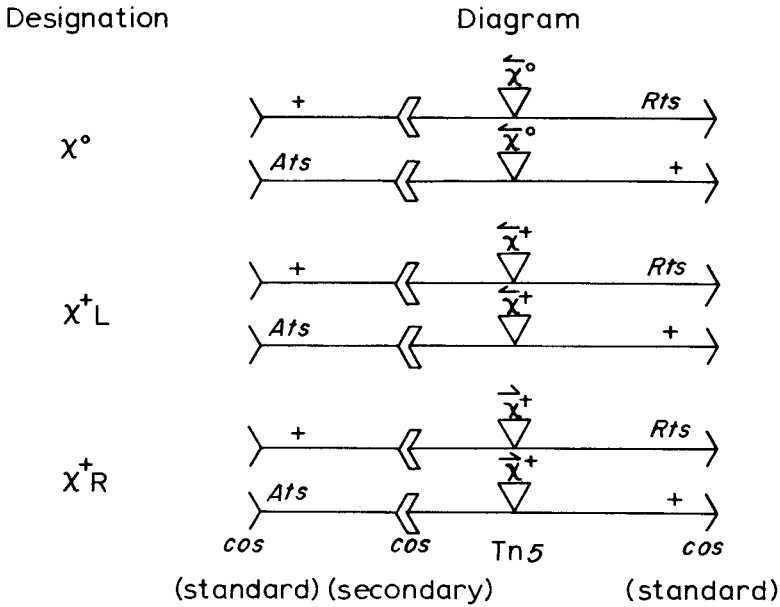 Designation Diagram
χ°
χ°
+ Rts
χ°
Ats +
χ⁺L
χ⁺
+ Rts
χ⁺
Ats +
χ⁺R
χ⁺
+ Rts
χ⁺
Ats +
cos cos Tn5 cos
(standard) (secondary) (standard)